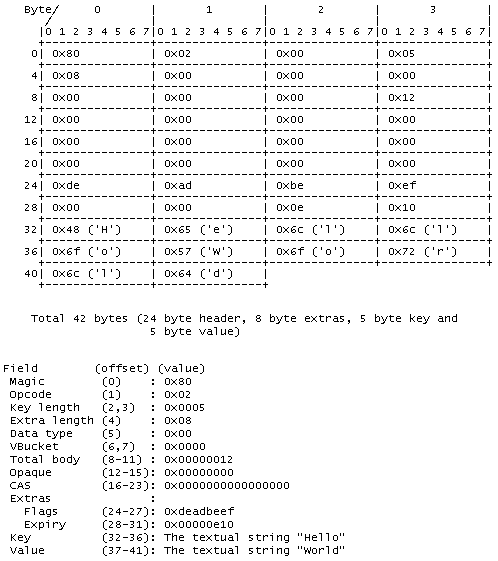 Byte/     0       |       1       |       2       |       3       |
/              |               |               |               |
|0 1 2 3 4 5 6 7|0 1 2 3 4 5 6 7|0 1 2 3 4 5 6 7|0 1 2 3 4 5 6 7|
+---------------+---------------+---------------+---------------+
0| 0x80          | 0x02          | 0x00          | 0x05          |
+---------------+---------------+---------------+---------------+
4| 0x08          | 0x00          | 0x00          | 0x00          |
+---------------+---------------+---------------+---------------+
8| 0x00          | 0x00          | 0x00          | 0x12          |
+---------------+---------------+---------------+---------------+
12| 0x00          | 0x00          | 0x00          | 0x00          |
+---------------+---------------+---------------+---------------+
16| 0x00          | 0x00          | 0x00          | 0x00          |
+---------------+---------------+---------------+---------------+
20| 0x00          | 0x00          | 0x00          | 0x00          |
+---------------+---------------+---------------+---------------+
24| 0xde          | 0xad          | 0xbe          | 0xef          |
+---------------+---------------+---------------+---------------+
28| 0x00          | 0x00          | 0x0e          | 0x10          |
+---------------+---------------+---------------+---------------+
32| 0x48 ('H')    | 0x65 ('e')    | 0x6c ('l')    | 0x6c ('l')    |
+---------------+---------------+---------------+---------------+
36| 0x6f ('o')    | 0x57 ('W')    | 0x6f ('o')    | 0x72 ('r')    |
+---------------+---------------+---------------+---------------+
40| 0x6c ('l')    | 0x64 ('d')    |
+---------------+---------------+
Total 42 bytes (24 byte header, 8 byte extras, 5 byte key and
5 byte value)
Field        (offset) (value)
Magic        (0)    : 0x80
Opcode       (1)    : 0x02
Key length   (2,3)  : 0x0005
Extra length (4)    : 0x08
Data type    (5)    : 0x00
VBucket      (6,7)  : 0x0000
Total body   (8-11) : 0x00000012
Opaque       (12-15): 0x00000000
CAS          (16-23): 0x0000000000000000
Extras              :
Flags      (24-27): 0xdeadbeef
Expiry     (28-31): 0x00000e10
Key          (32-36): The textual string "Hello"
Value        (37-41): The textual string "World"